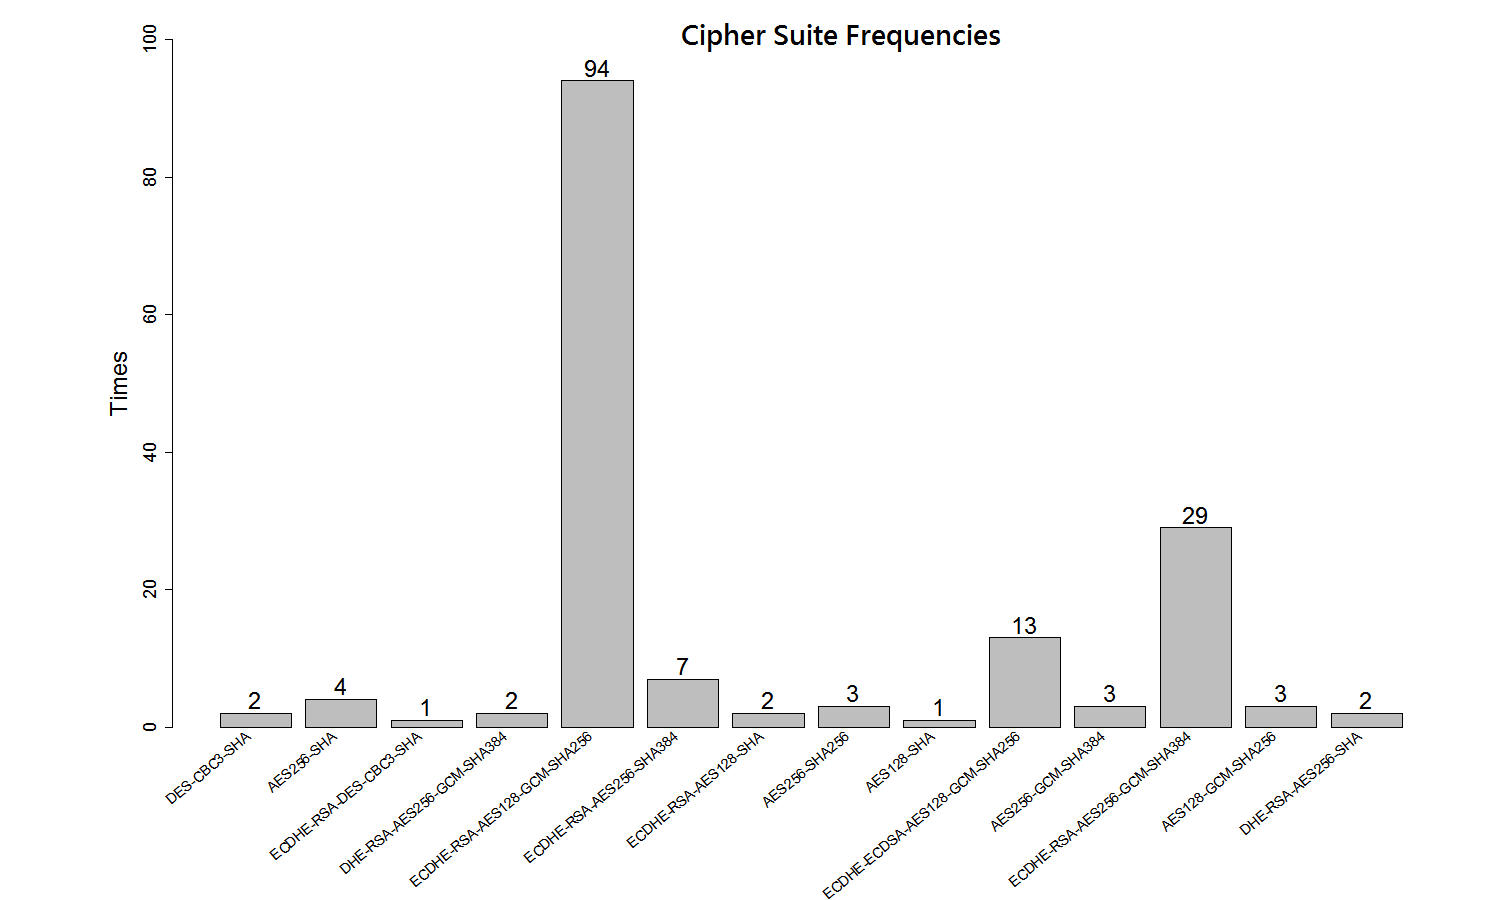 Cipher Suite Frequencies
Times
100
80
60
40
20
0
2
4
1
2
94
7
2
3
1
13
3
29
3
2
DES-CBC3-SHA
AES256-SHA
ECDHE-RSA-DES-CBC3-SHA
DHE-RSA-AES256-GCM-SHA384
ECDHE-RSA-AES128-GCM-SHA256
ECDHE-RSA-AES256-SHA384
ECDHE-RSA-AES128-SHA
AES256-SHA256
AES128-SHA
ECDHE-ECDSA-AES128-GCM-SHA256
AES256-GCM-SHA384
ECDHE-RSA-AES256-GCM-SHA384
AES128-GCM-SHA256
DHE-RSA-AES256-SHA